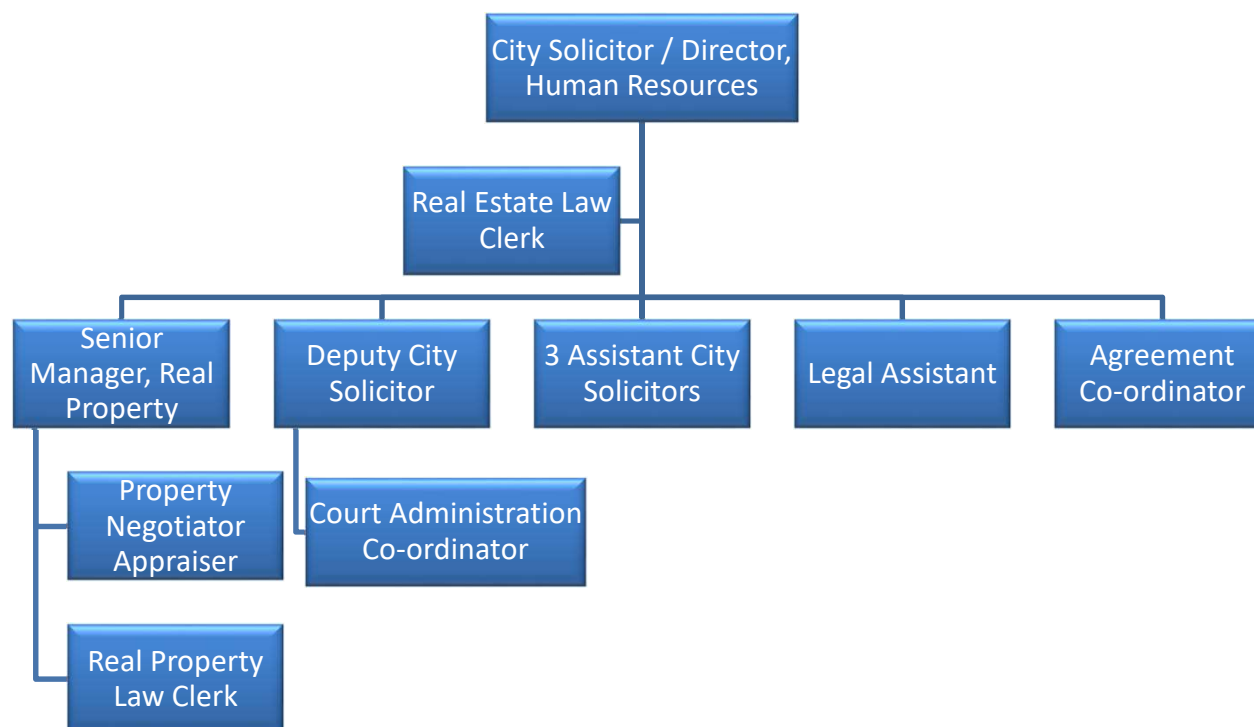 City Solicitor / Director,
Human Resources
Real Estate Law
Clerk
Senior
Manager, Real
Property
Deputy City
Solicitor
3 Assistant City
Solicitors
Legal Assistant
Agreement
Co-ordinator
Property
Negotiator
Appraiser
Court Administration
Co-ordinator
Real Property
Law Clerk